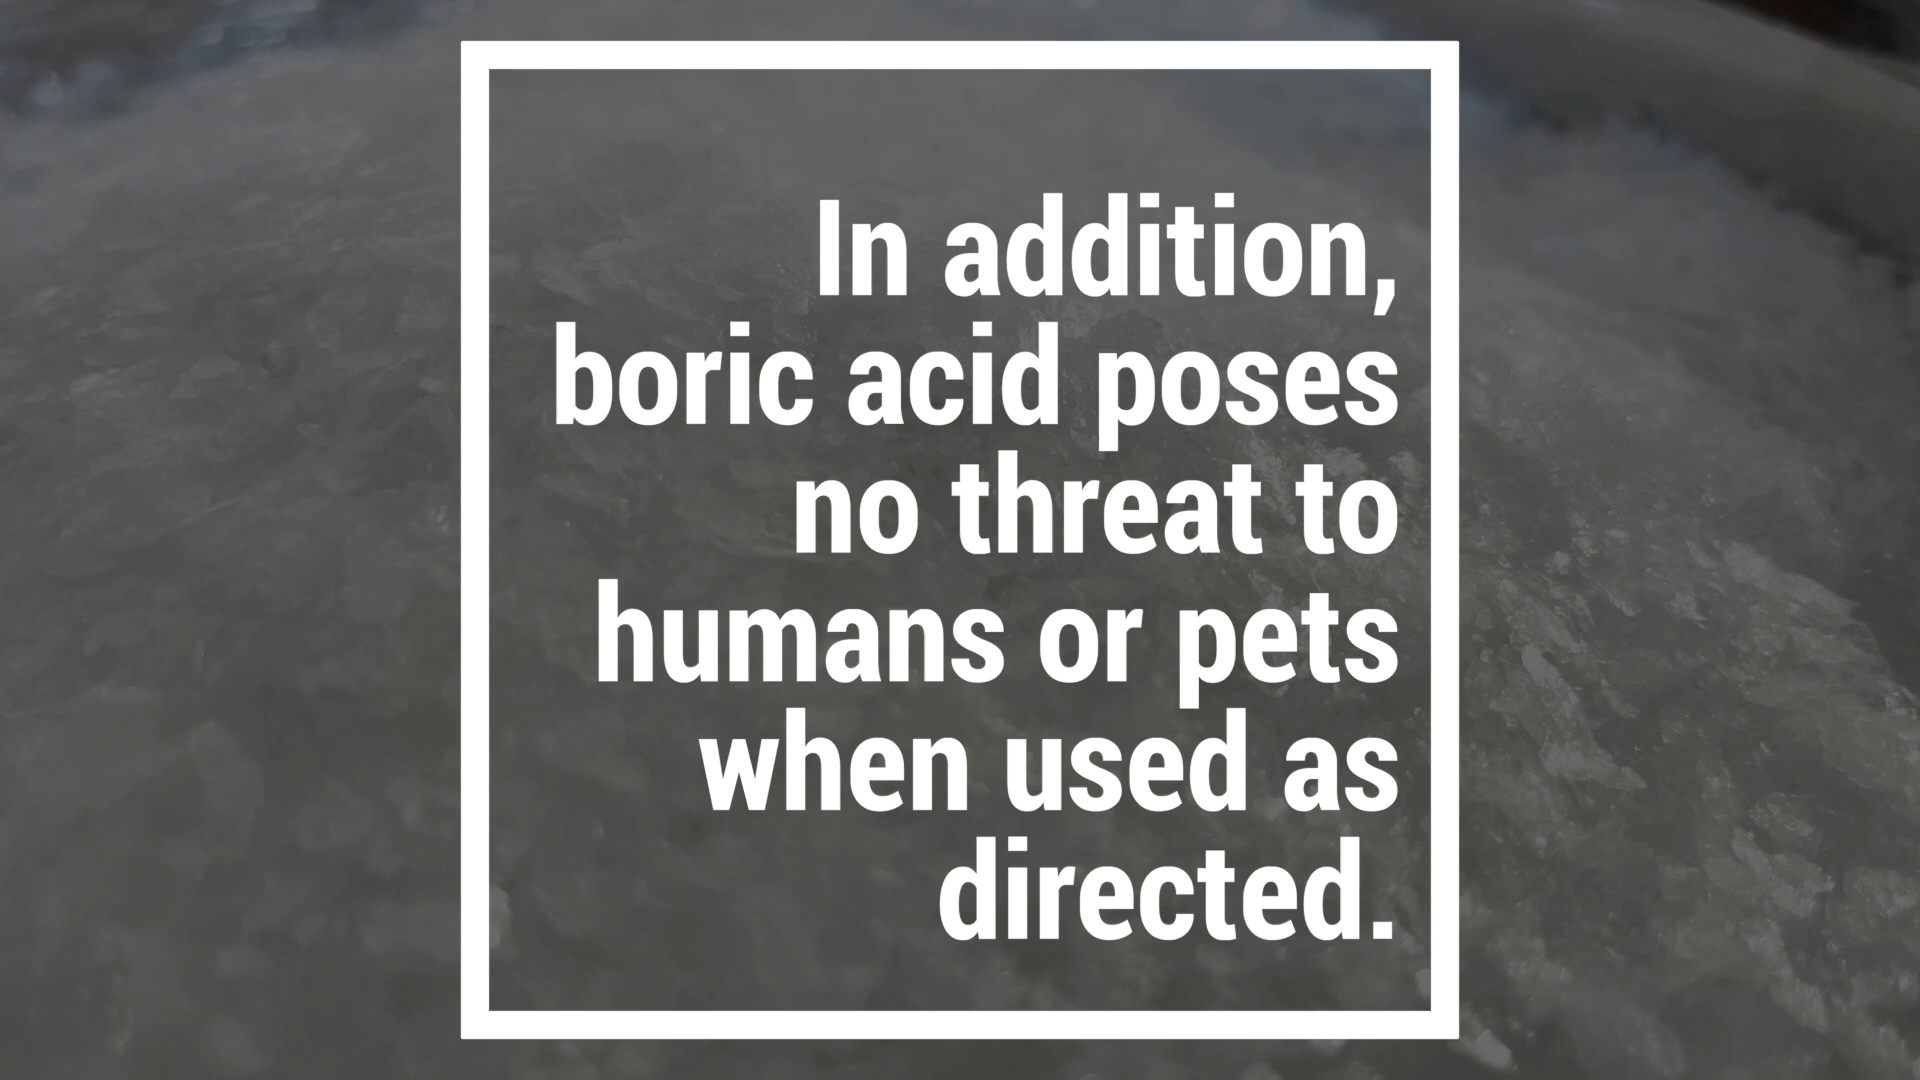 In addition,
boric acid poses
no threat to
humans or pets
when used as
directed.